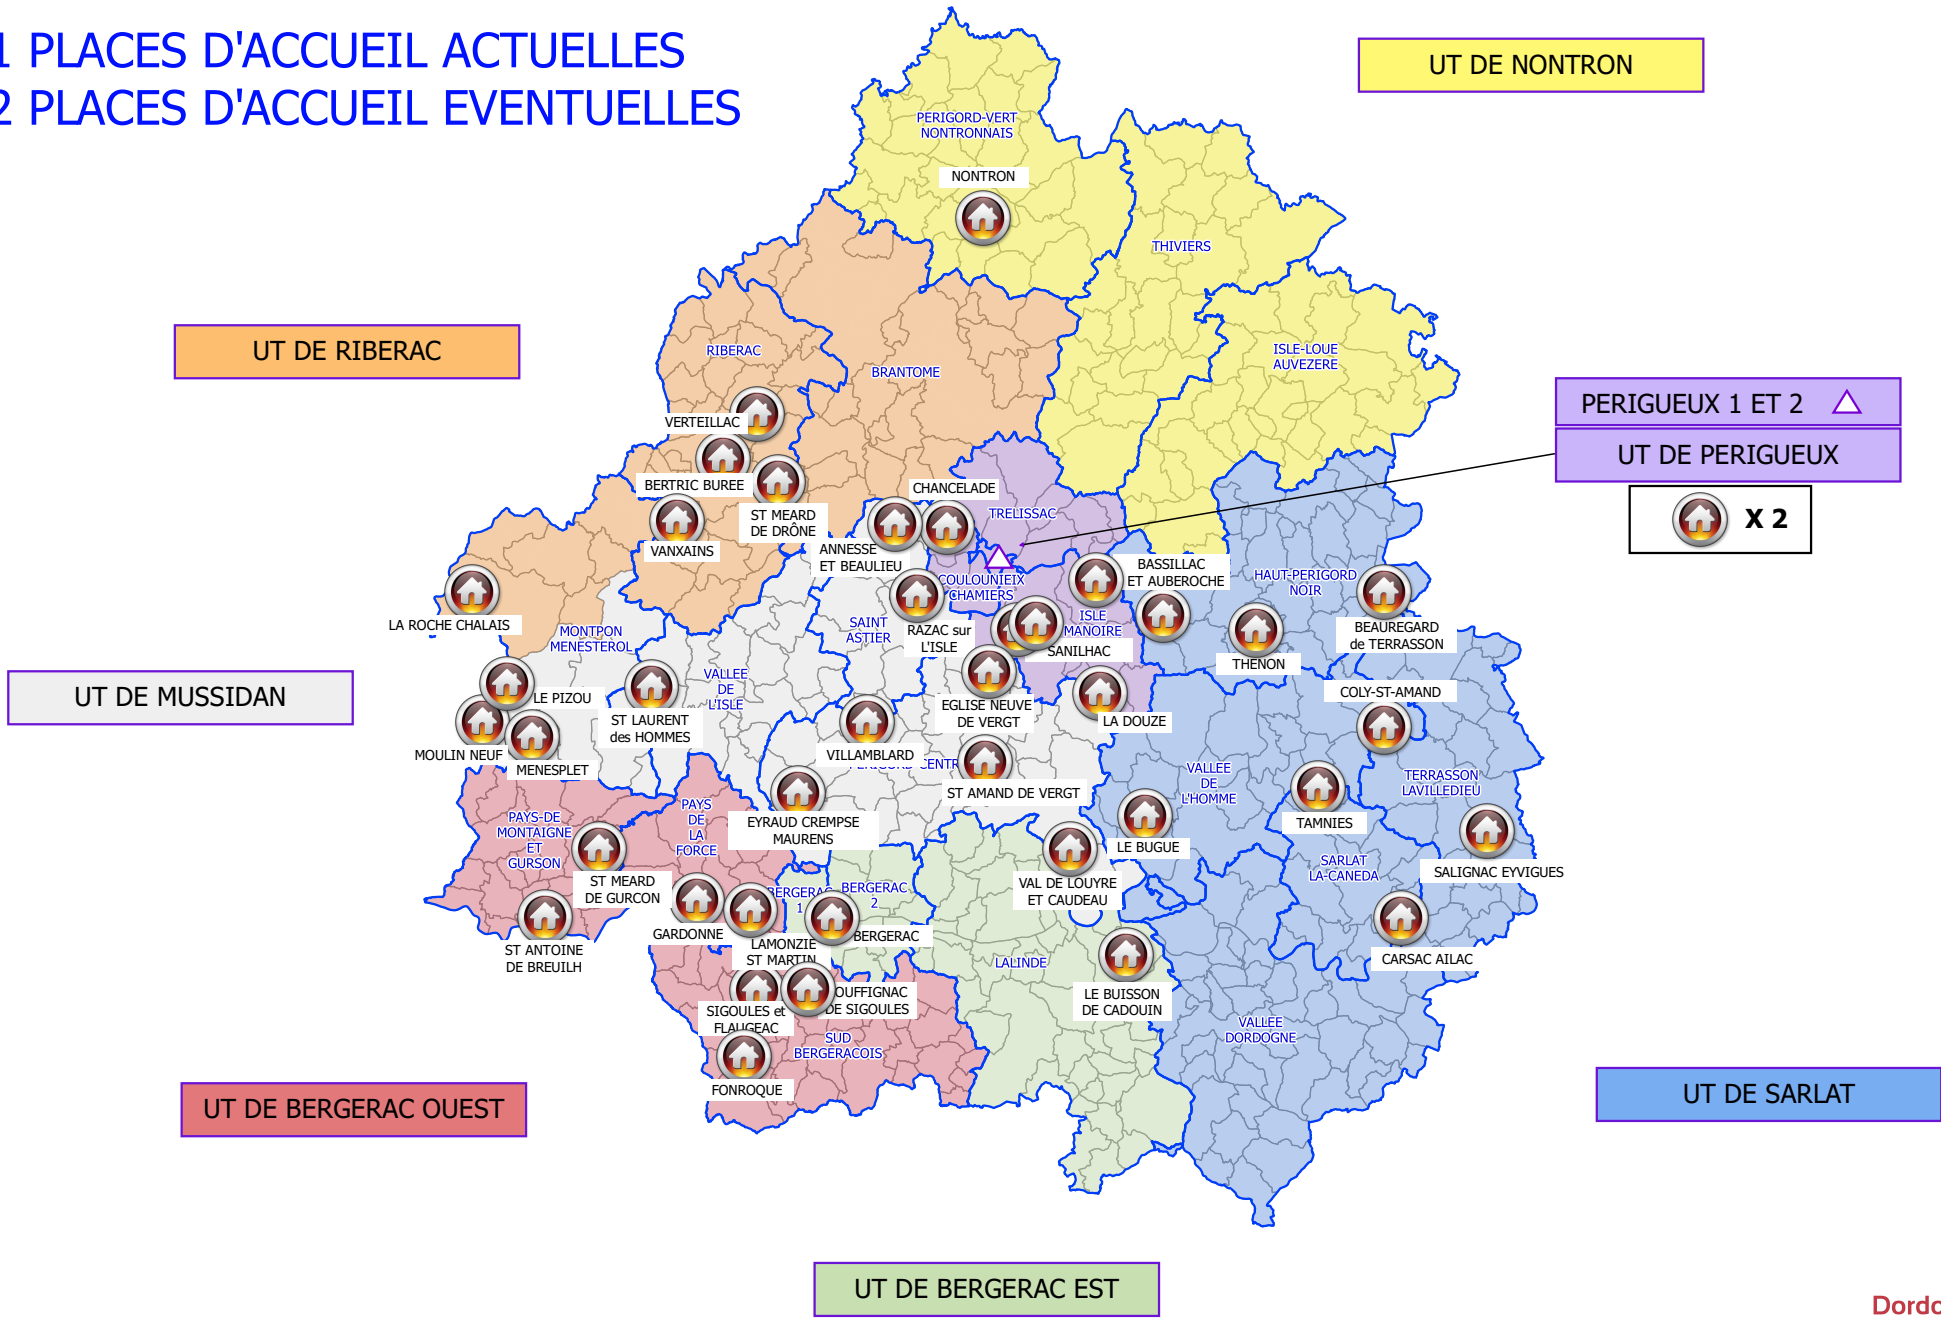 1 PLACES D'ACCUEIL ACTUELLES
2 PLACES D'ACCUEIL EVENTUELLES
UT DE NONTRON
PERIGORD-VERT
NONTRONNAIS
NONTRON
THIVIERS
UT DE RIBERAC
RIBERAC
BRANTOME
ISLE-LOUE
AUVEZERE
PERIGUEUX 1 ET 2
UT DE PERIGUEUX
X 2
VERTEILLAC
BERTRIC BUREE
ST MEARD
DE DRÔNE
VANXAINS
CHANCELADE
TRELISSAC
ANNESSE
ET BEAULIEU
COULOUNIEIX
CHAMIERS
BASSILLAC
ET AUBEROCHE
HAUT-PERIGORD
NOIR
BEAUREGARD
de TERRASSON
LA ROCHE CHALAIS
MONTPON
MENESTEROL
SAINT
ASTIER
RAZAC sur
L'ISLE
ISLE
MANOIRE
SANILHAC
THENON
UT DE MUSSIDAN
LE PIZOU
MOULIN NEUF
MENESPLET
ST LAURENT
des HOMMES
VALLEE
DE
L'ISLE
EGLISE NEUVE
DE VERGT
LA DOUZE
COLY-ST-AMAND
VILLAMBLARD
CENTR
ST AMAND DE VERGT
VALLEE
DE
L'HOMME
TERRASSON
LAVILLEDIEU
TAMNIES
PAYS-DE
MONTAIGNE
ET
GURSON
PAYS
DE
LA
FORCE
EYRAUD CREMPSE
MAURENS
LE BUGUE
SARLAT
LA-CANEDA
SALIGNAC EYVIGUES
ST MEARD
DE GURCON
BERGERAC
1
BERGERAC
2
VAL DE LOUYRE
ET CAUDEAU
ST ANTOINE
DE BREUILH
GARDONNE
LAMONZIE
ST MARTIN
BERGERAC
LALINDE
CARSAC AILAC
SIGOULES et
FLAUGEAC
OUFFIGNAC
DE SIGOULES
LE BUISSON
DE CADOUIN
SUD
BERGERACOIS
VALLEE
DORDOGNE
FONROQUE
UT DE BERGERAC OUEST
UT DE SARLAT
UT DE BERGERAC EST
Dordo